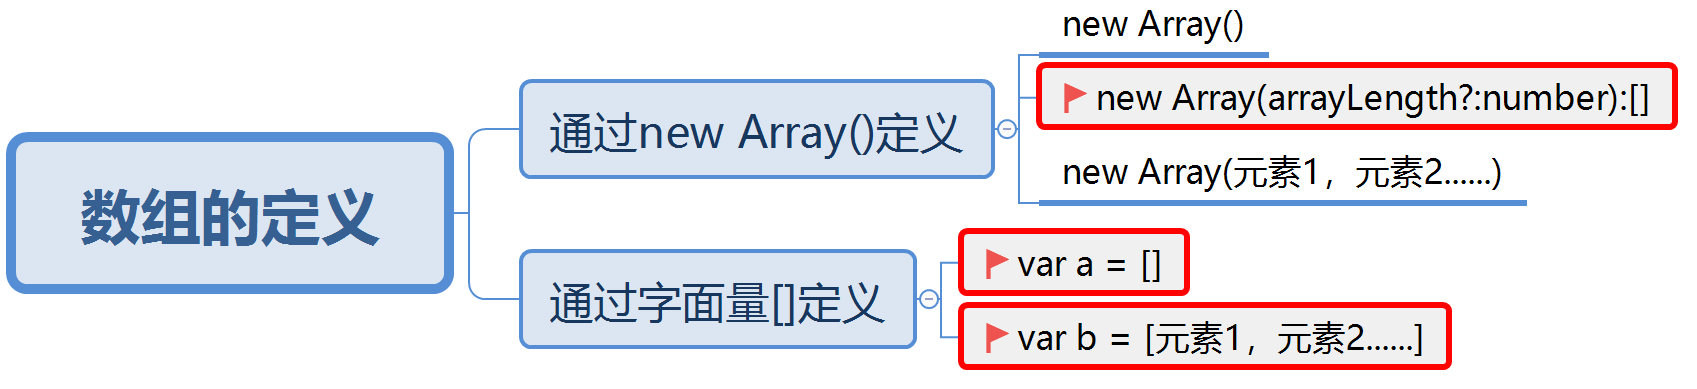 数组的定义
通过new Array()定义
new Array()
new Array(arrayLength?:number):[]
new Array(元素1，元素2......)
通过字面量[]定义
var a = []
var b = [元素1，元素2......]